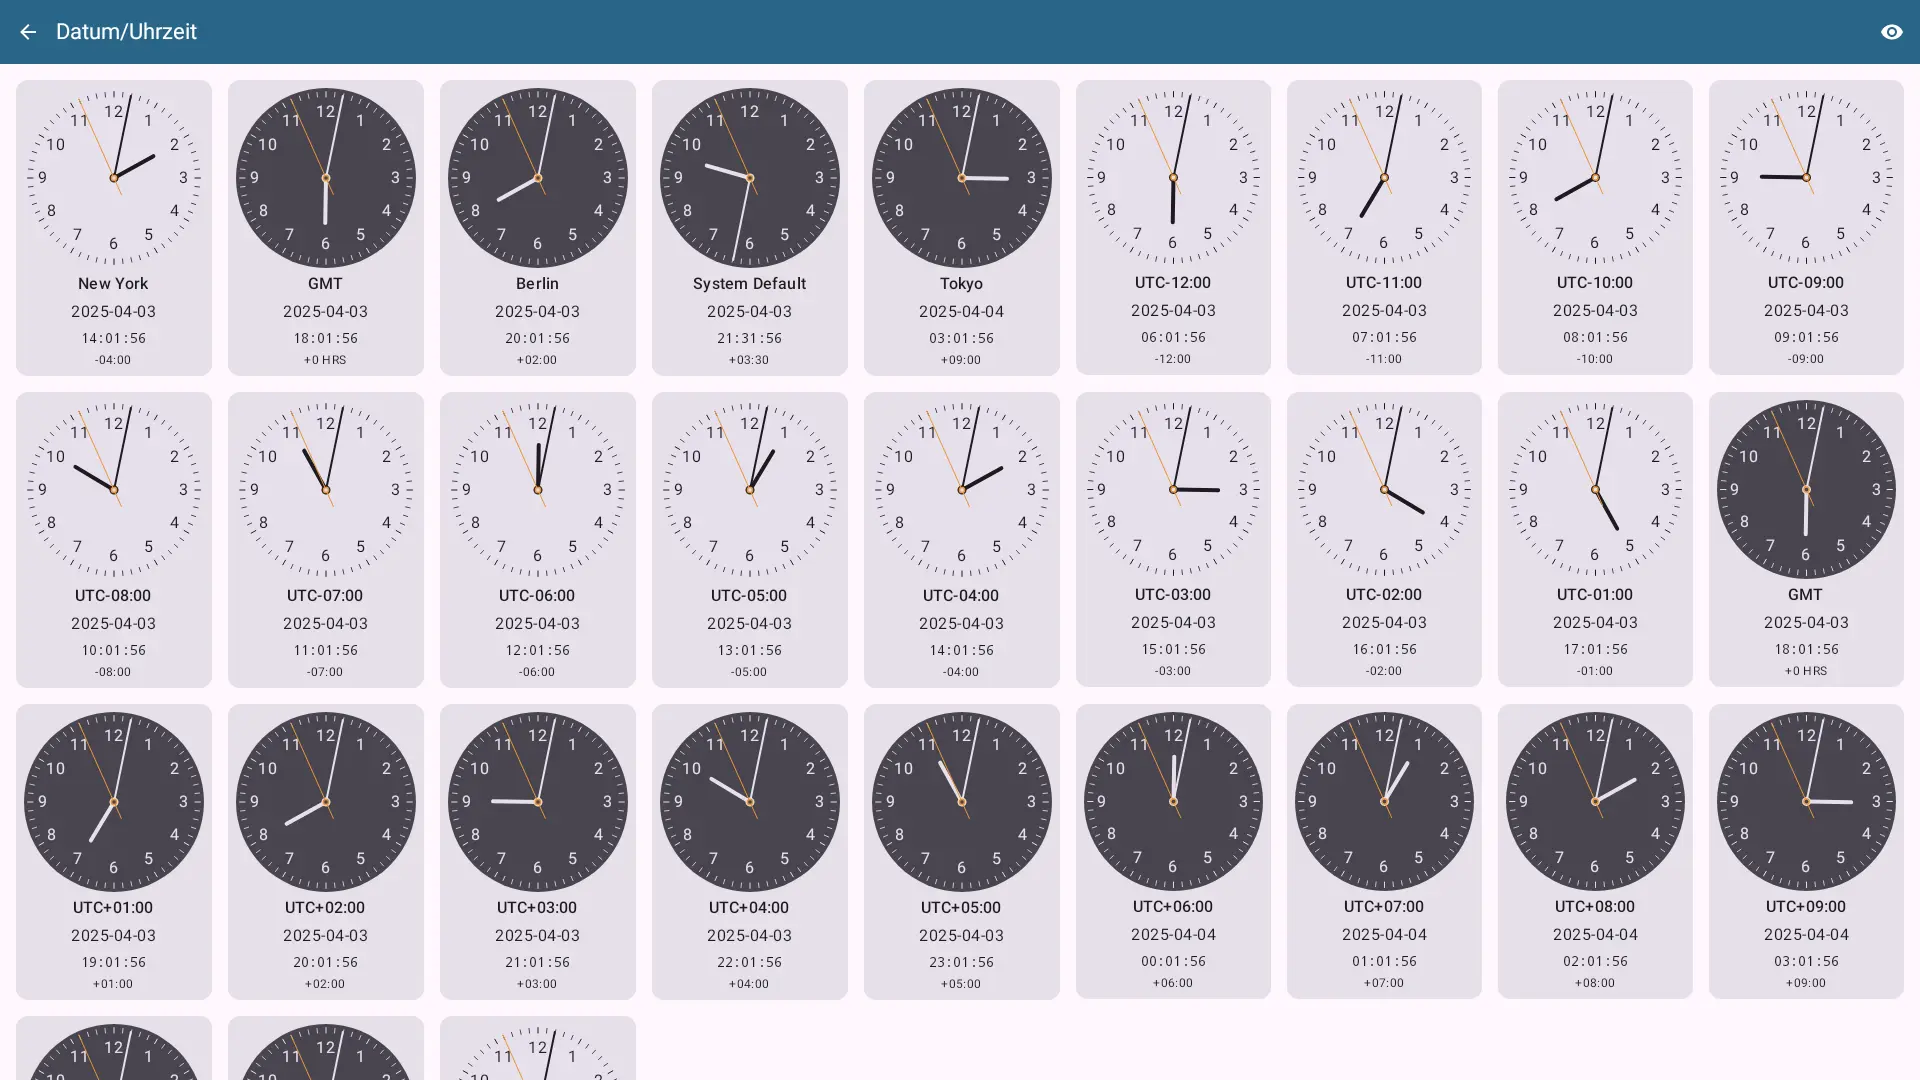 Datum/Uhrzeit
New York
2025-04-03
14:01:56
-04:00
GMT
2025-04-03
18:01:56
+0 HRS
Berlin
2025-04-03
20:01:56
+02:00
System Default
2025-04-03
21:31:56
+03:30
Tokyo
2025-04-04
03:01:56
+09:00
UTC-12:00
2025-04-03
06:01:56
-12:00
UTC-11:00
2025-04-03
07:01:56
-11:00
UTC-10:00
2025-04-03
08:01:56
-10:00
UTC-09:00
2025-04-03
09:01:56
-09:00
UTC-08:00
2025-04-03
10:01:56
-08:00
UTC-07:00
2025-04-03
11:01:56
-07:00
UTC-06:00
2025-04-03
12:01:56
-06:00
UTC-05:00
2025-04-03
13:01:56
-05:00
UTC-04:00
2025-04-03
14:01:56
-04:00
UTC-03:00
2025-04-03
15:01:56
-03:00
UTC-02:00
2025-04-03
16:01:56
-02:00
UTC-01:00
2025-04-03
17:01:56
-01:00
GMT
2025-04-03
18:01:56
+0 HRS
UTC+01:00
2025-04-03
19:01:56
+01:00
UTC+02:00
2025-04-03
20:01:56
+02:00
UTC+03:00
2025-04-03
21:01:56
+03:00
UTC+04:00
2025-04-03
22:01:56
+04:00
UTC+05:00
2025-04-03
23:01:56
+05:00
UTC+06:00
2025-04-04
00:01:56
+06:00
UTC+07:00
2025-04-04
01:01:56
+07:00
UTC+08:00
2025-04-04
02:01:56
+08:00
UTC+09:00
2025-04-04
03:01:56
+09:00